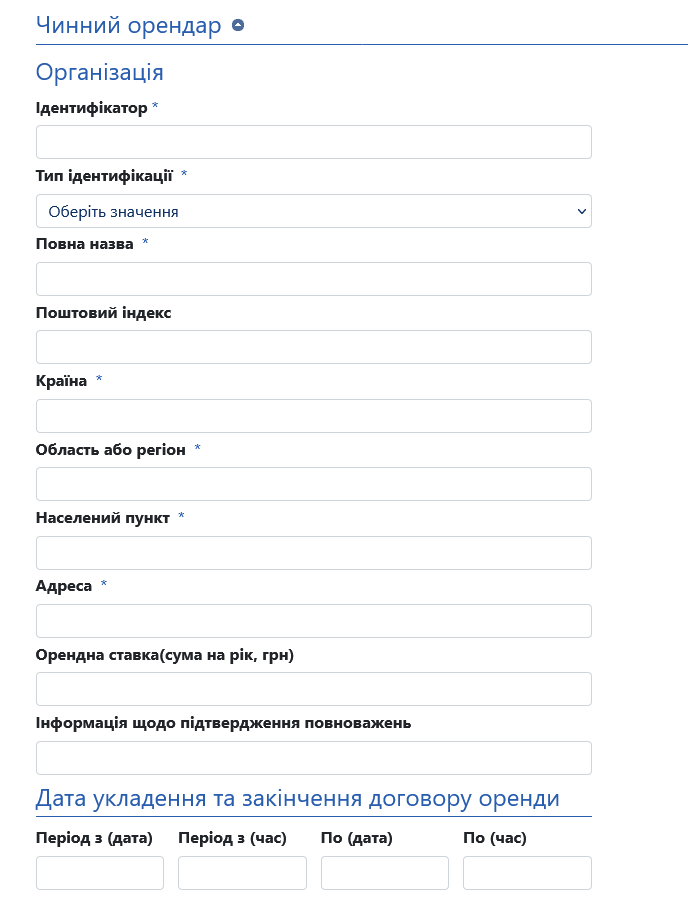 Чинний орендар
Організація
Ідентифікатор *
Тип ідентифікації *
Оберіть значення
Повна назва *
Поштовий індекс
Країна *
Область або регіон *
Населений пункт *
Адреса *
Орендна ставка(сума на рік, грн)
Інформація щодо підтвердження повноважень
Дата укладення та закінчення договору оренди
Період з (дата) Період з (час) По (дата) По (час)